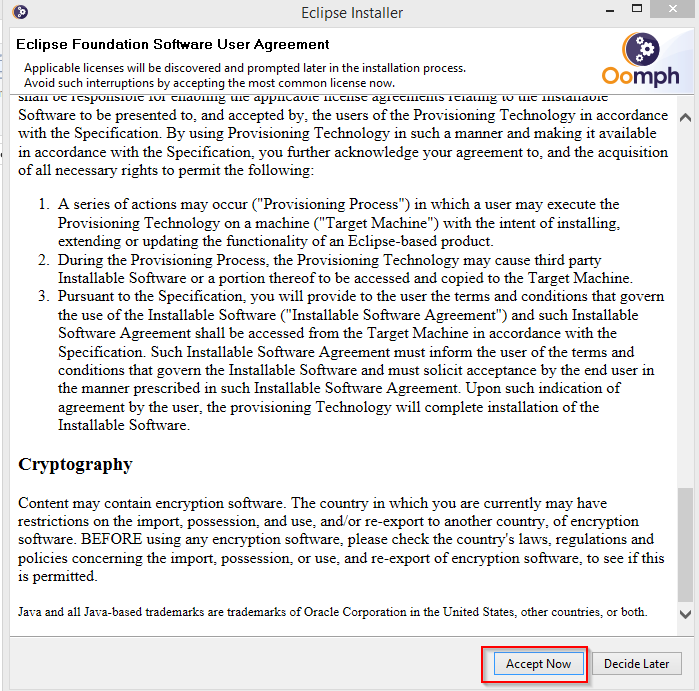 Eclipse Installer
Eclipse Foundation Software User Agreement
Applicable licenses will be discovered and prompted later in the installation process.
Avoid such interruptions by accepting the most common license now.
Oomph
shall be responsible for enabling the applicable license agreements relating to the Installable
Software to be presented to, and accepted by, the users of the Provisioning Technology in accordance
with the Specification. By using Provisioning Technology in such a manner and making it available
in accordance with the Specification, you further acknowledge your agreement to, and the acquisition
of all necessary rights to permit the following:
1. A series of actions may occur ("Provisioning Process") in which a user may execute the
Provisioning Technology on a machine ("Target Machine") with the intent of installing,
extending or updating the functionality of an Eclipse-based product.
2. During the Provisioning Process, the Provisioning Technology may cause third party
Installable Software or a portion thereof to be accessed and copied to the Target Machine.
3. Pursuant to the Specification, you will provide to the user the terms and conditions that govern
the use of the Installable Software ("Installable Software Agreement") and such Installable
Software Agreement shall be accessed from the Target Machine in accordance with the
Specification. Such Installable Software Agreement must inform the user of the terms and
conditions that govern the Installable Software and must solicit acceptance by the end user in
the manner prescribed in such Installable Software Agreement. Upon such indication of
agreement by the user, the provisioning Technology will complete installation of the
Installable Software.
Cryptography
Content may contain encryption software. The country in which you are currently may have
restrictions on the import, possession, and use, and/or re-export to another country, of encryption
software. BEFORE using any encryption software, please check the country's laws, regulations and
policies concerning the import, possession, or use, and re-export of encryption software, to see if this
is permitted.
Java and all Java-based trademarks are trademarks of Oracle Corporation in the United States, other countries, or both.
Accept Now
Decide Later